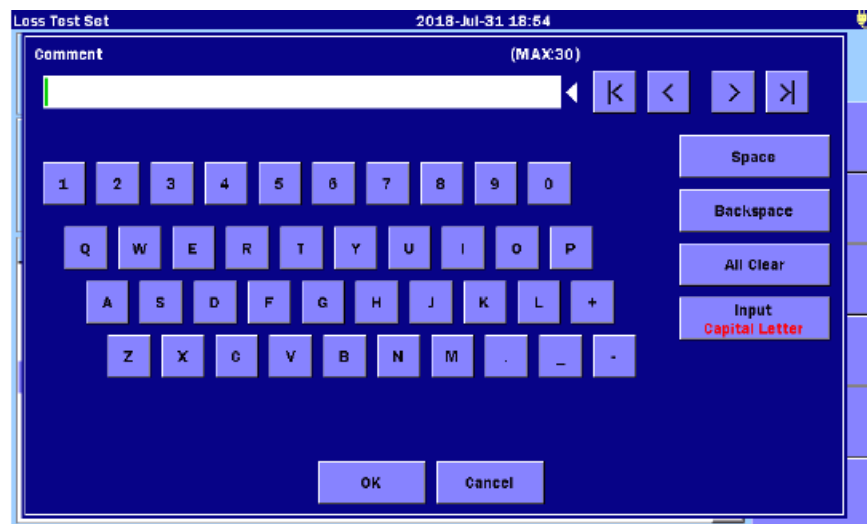 Loss Test Set 2018-Jul-31 18:54
Comment (MAX:30)
|< < > >|
Space
1 2 3 4 5 6 7 8 9 0
Backspace
Q W E R T Y U I O P
All Clear
A S D F G H J K L +
Input
Capital Letter
Z X C V B N M . _ -
OK Cancel